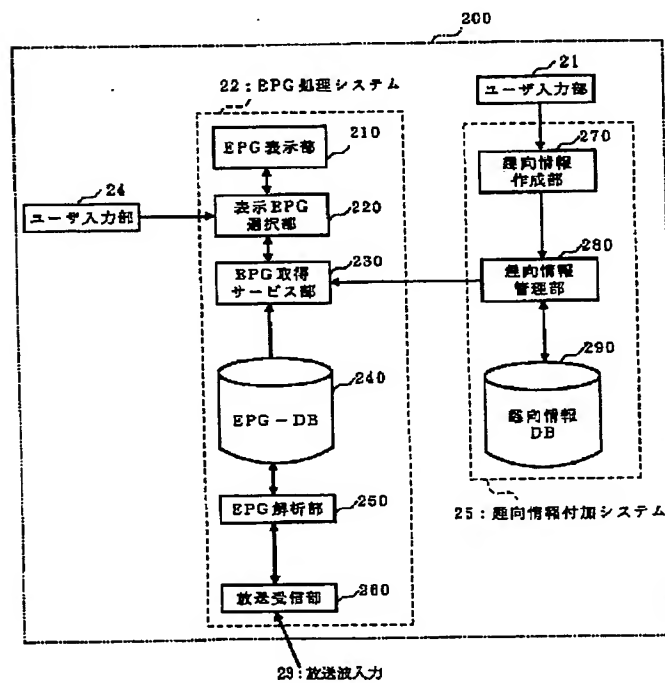 200
22：EPG処理システム
21
ユーザ入力部
EPG表示部
210
270
趣向情報
作成部
24
ユーザ入力部
表示EPG
選択部
220
EPG取得
サービス部
230
280
趣向情報
管理部
240
EPG－DB
290
趣向情報
DB
EPG解析部
250
25：趣向情報付加システム
放送受信部
260
23：放送波入力